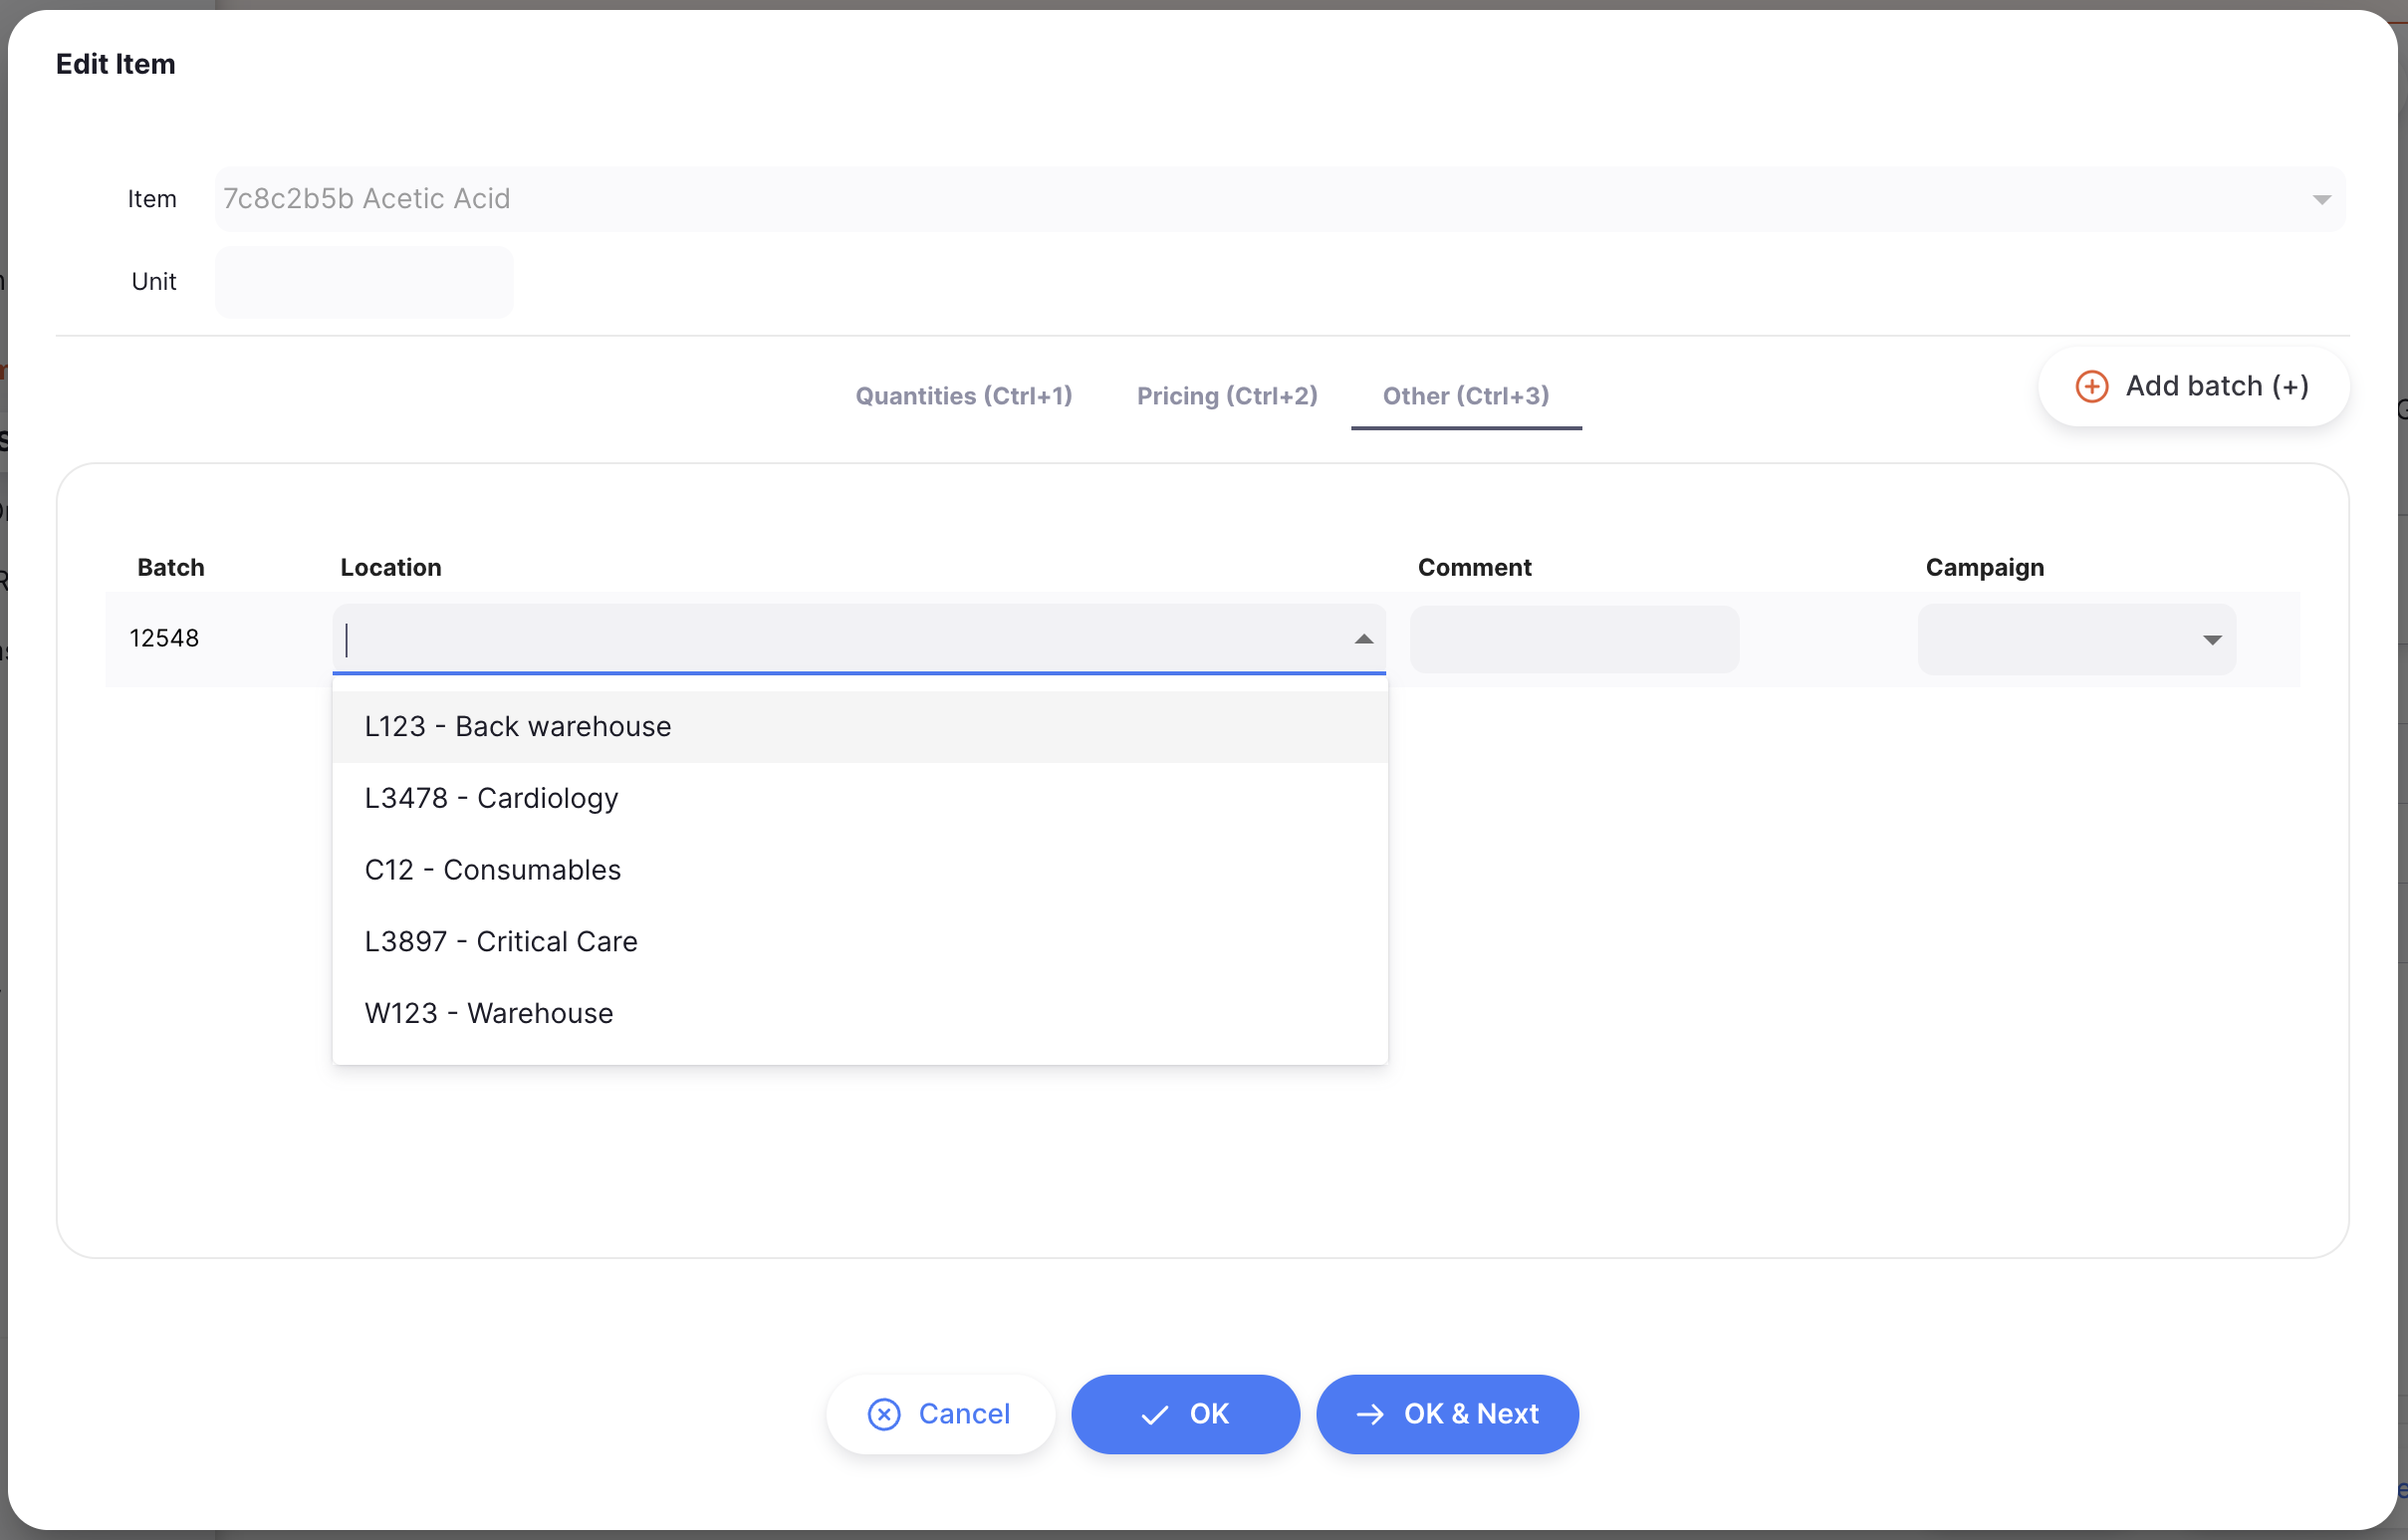 Edit Item
Item 7c8c2b5b Acetic Acid
Unit
Quantities (Ctrl+1) Pricing (Ctrl+2) Other (Ctrl+3) Add batch (+)
Batch Location Comment Campaign
12548
L123 - Back warehouse
L3478 - Cardiology
C12 - Consumables
L3897 - Critical Care
W123 - Warehouse
Cancel OK OK & Next